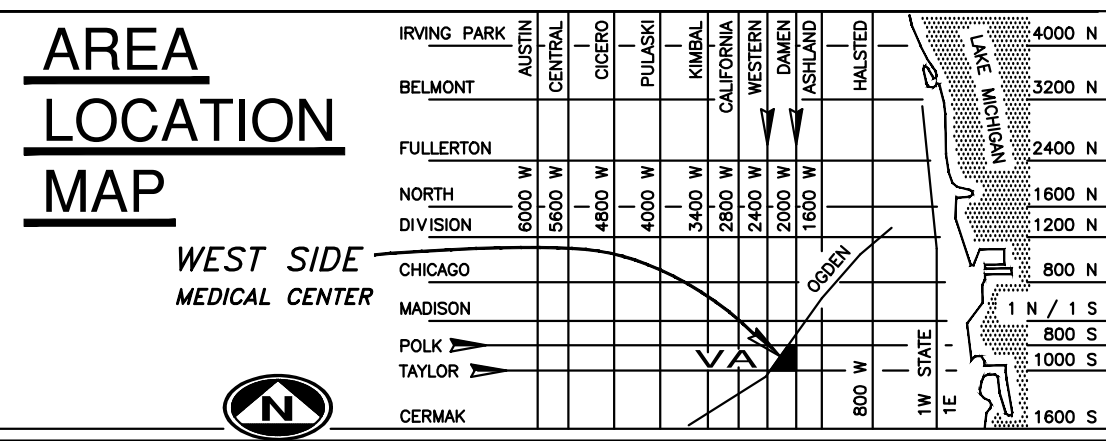 AREA
LOCATION
MAP
WEST SIDE
MEDICAL CENTER
N
IRVING PARK
BELMONT
FULLERTON
NORTH
DIVISION
CHICAGO
MADISON
POLK
TAYLOR
CERMAK
AUSTIN
CENTRAL
CICERO
PULASKI
KIMBAL
CALIFORNIA
WESTERN
DAMEN
ASHLAND
HALSTED
6000 W
5600 W
4800 W
4000 W
3400 W
2800 W
2400 W
2000 W
1600 W
800 W
OGDEN
VA
1W STATE
1E
LAKE MICHIGAN
4000 N
3200 N
2400 N
1600 N
1200 N
800 N
1 N / 1 S
800 S
1000 S
1600 S